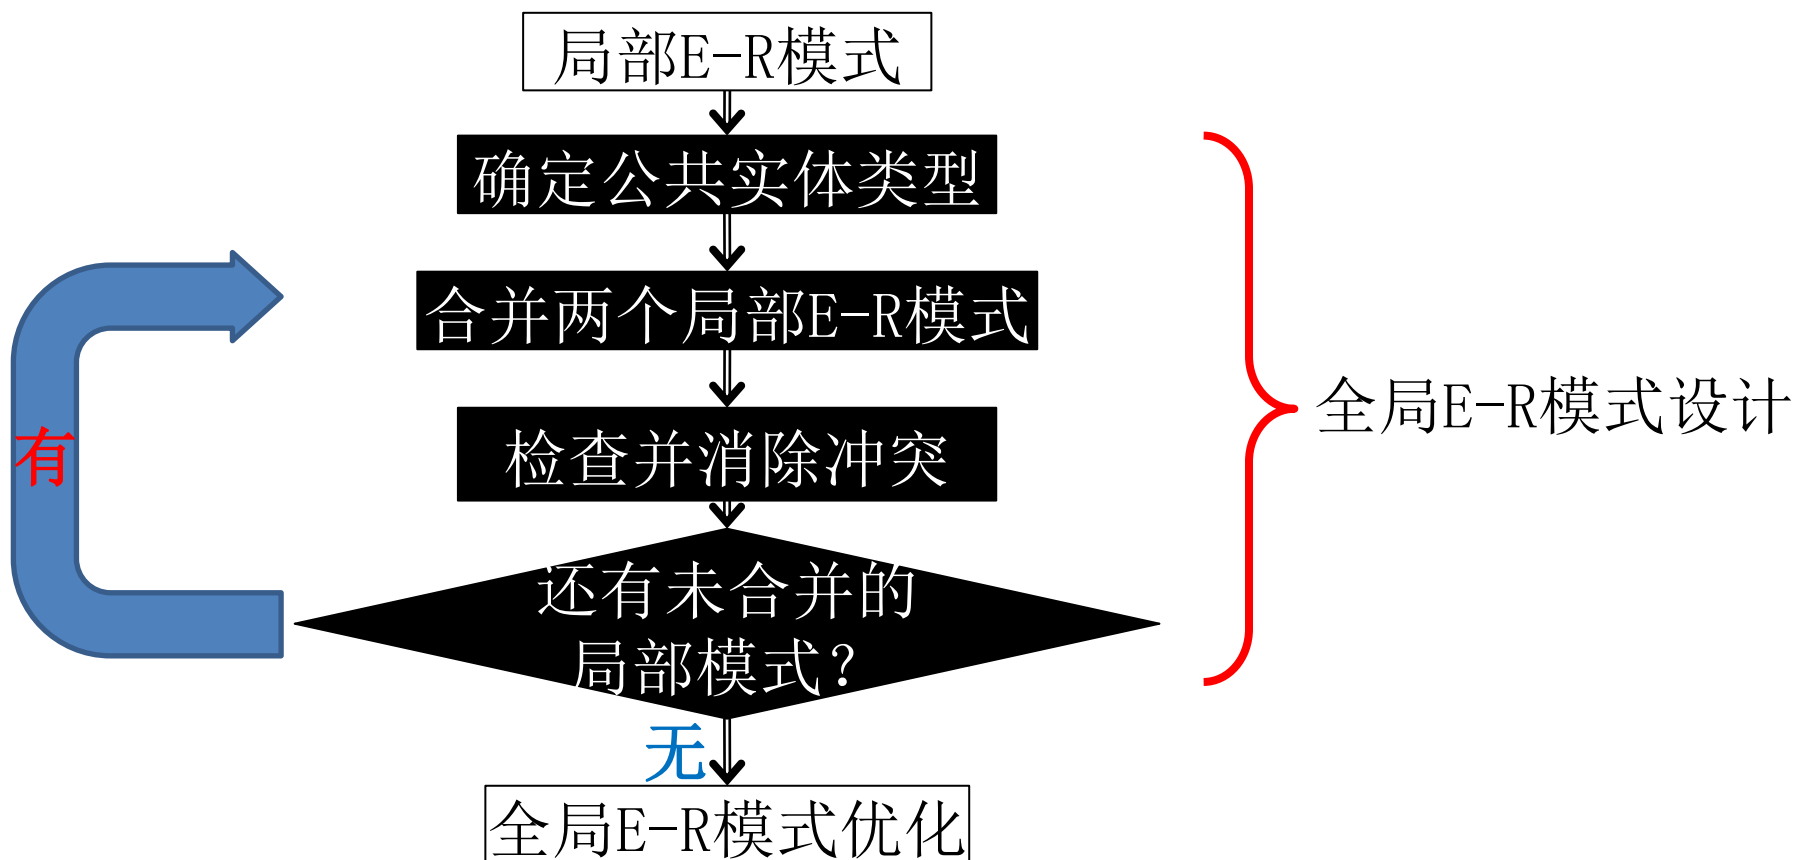 局部E-R模式
确定公共实体类型
合并两个局部E-R模式
检查并消除冲突
还有未合并的
局部模式？
有
无
全局E-R模式优化
全局E-R模式设计